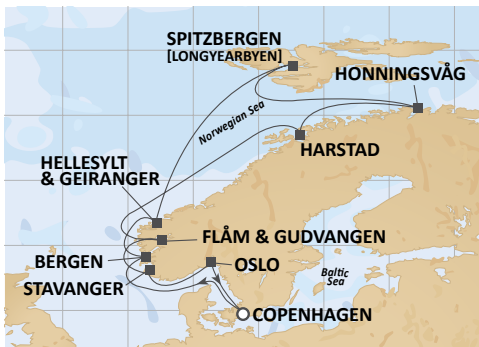 SPITZBERGEN
[LONGYEARBYEN]
HONNINGSVÅG
Norwegian Sea
HARSTAD
HELLESYLT
& GEIRANGER
FLÅM & GUDVANGEN
BERGEN
OSLO
STAVANGER
Baltic
Sea
COPENHAGEN